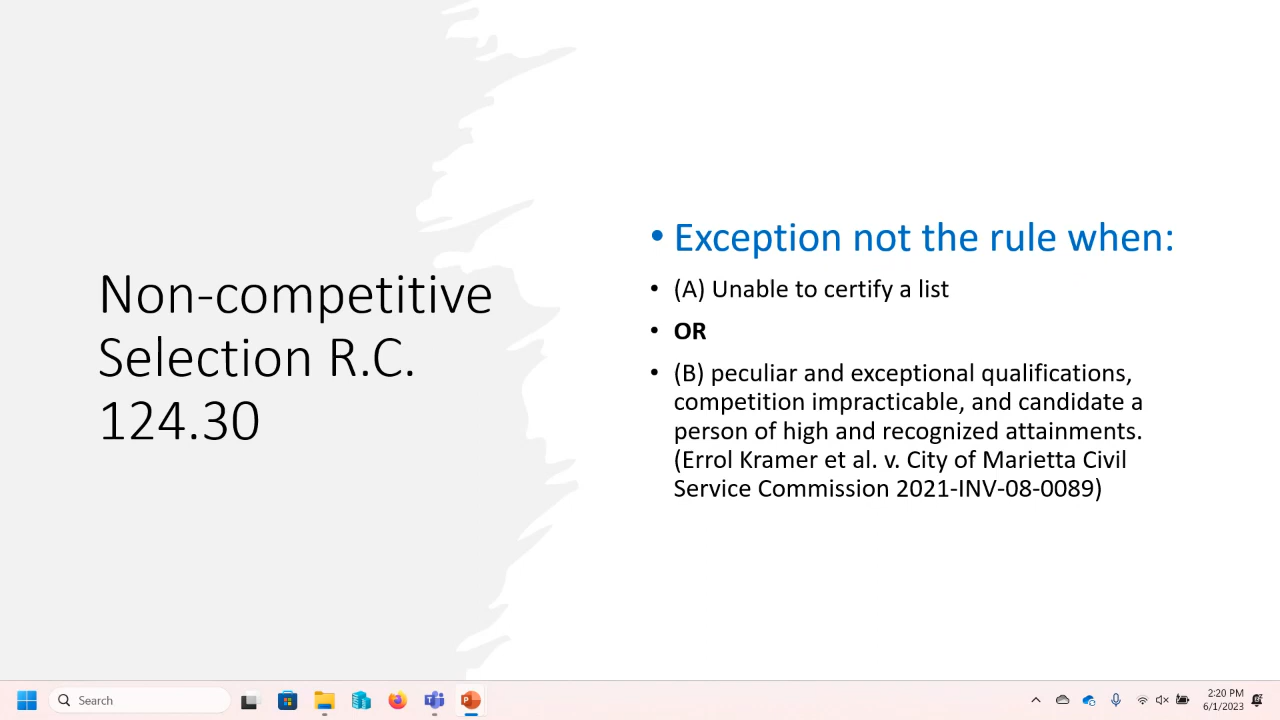 Non-competitive
Selection R.C.
124.30
• Exception not the rule when:
• (A) Unable to certify a list
• OR
• (B) peculiar and exceptional qualifications,
competition impracticable, and candidate a
person of high and recognized attainments.
(Errol Kramer et al. v. City of Marietta Civil
Service Commission 2021-INV-08-0089)
Search
2:20 PM
6/1/2023